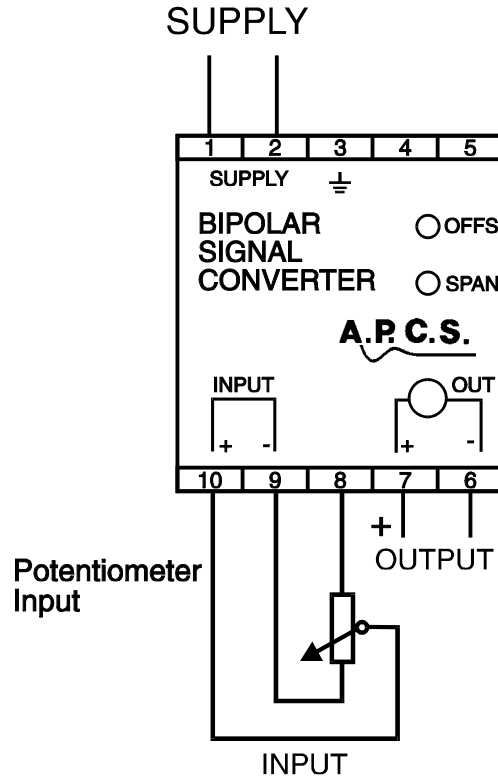 SUPPLY
1 2 3 4 5
SUPPLY
BIPOLAR
SIGNAL
CONVERTER
OFFS
SPAN
A.P.C.S.
INPUT
OUT
+ - + -
10 9 8 7 6
+
OUTPUT
Potentiometer
Input
INPUT